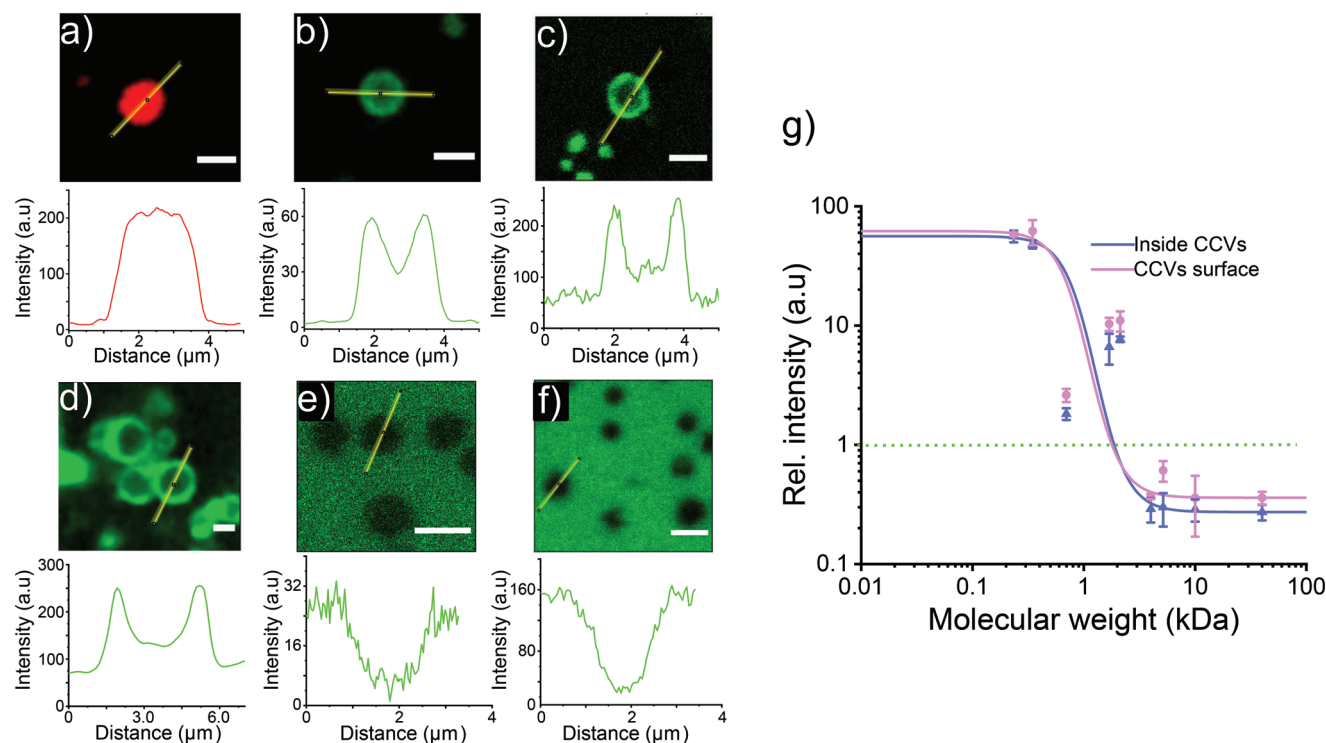 a)
b)
c)
g)
Intensity (a.u)
200
100
0
0
2
4
Distance (µm)
Intensity (a.u)
60
30
0
0
2
4
Distance (µm)
Intensity (a.u)
200
100
0
0
2
4
Distance (µm)
d)
e)
f)
Intensity (a.u)
300
200
100
0
0
3.0
6.0
Distance (µm)
Intensity (a.u)
32
16
0
0
2
4
Distance (µm)
Intensity (a.u)
160
80
0
0
2
4
Distance (µm)
Rel. intensity (a.u)
100
10
1
0.1
Inside CCVs
CCVs surface
0.01
0.1
1
10
100
Molecular weight (kDa)